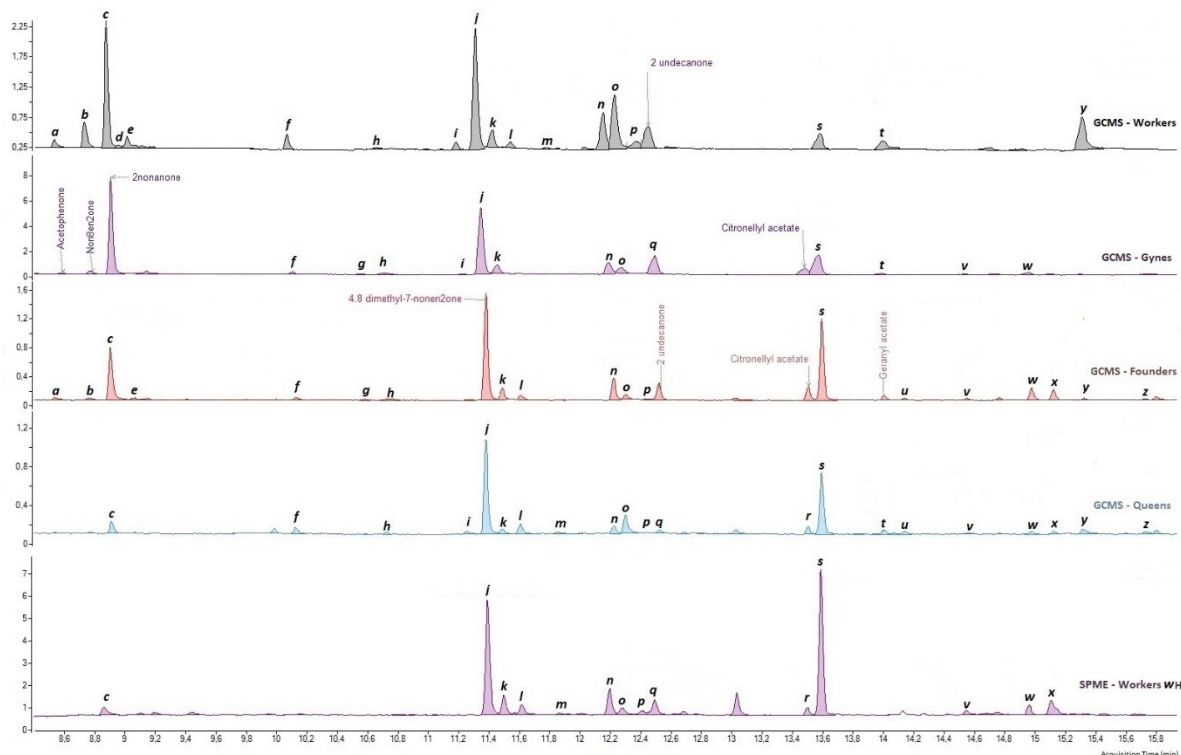 c j
2,25
2 undecanone
1,75
o
1,25 n y
b
0,75 a d e f h i k l m p s t GCMS - Workers
0,25
8
2nonanone
6 j
Acetophenone
Non8en2one
4 Citronellyl acetate
2 f g h i k n o q s t v w GCMS - Gynes
0
1,6
4.8 dimethyl-7-nonen2one
1,2 c s
2 undecanone
Geranyl acetate
0,8
Citronellyl acetate
0,4 a b e f g h k l n o p u v w x y z GCMS - Founders
0
1,2 j
0,8 s
0,4 c f h i k l m n o p q r t u v w x y z GCMS - Queens
0
7 s
6 j
5
4
3
2 c k l m n o p q r v w x SPME - Workers WH
1
0
8,6 8,8 9 9,2 9,4 9,6 9,8 10 10,2 10,4 10,6 10,8 11 11,2 11,4 11,6 11,8 12 12,2 12,4 12,6 12,8 13 13,2 13,4 13,6 13,8 14 14,2 14,4 14,6 14,8 15 15,2 15,4 15,6 15,8
Acquisition Time (min)